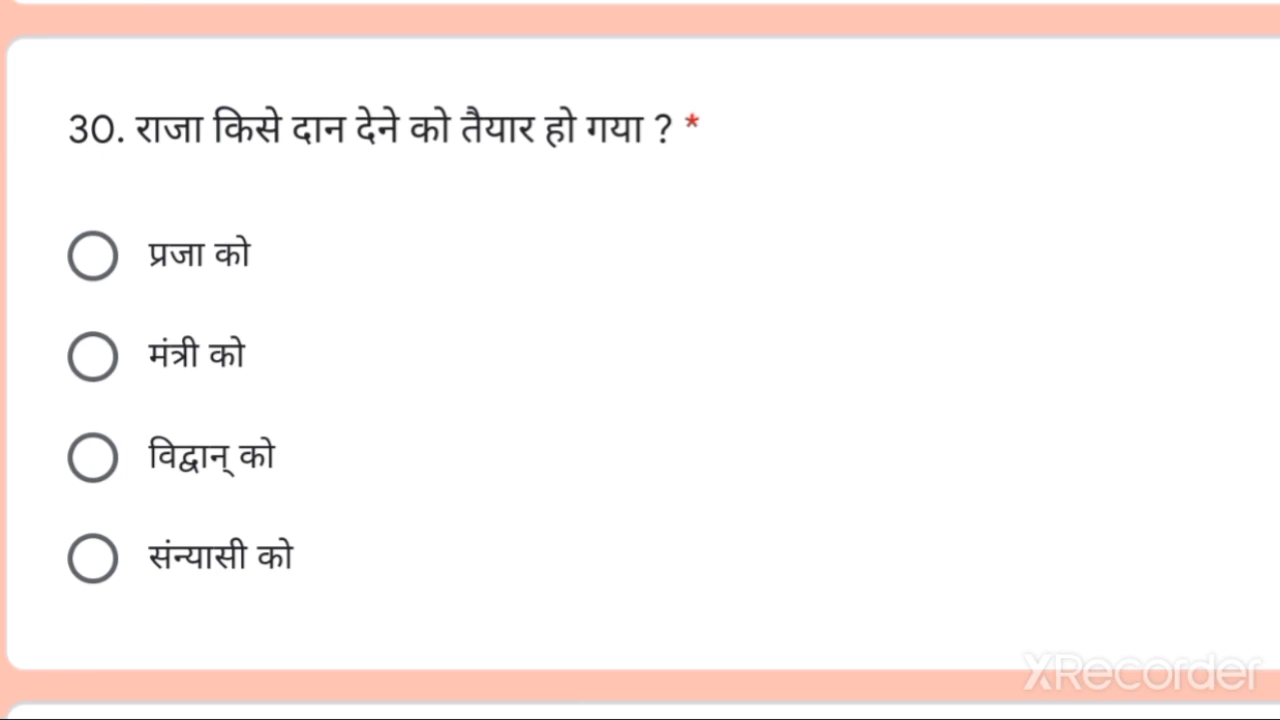 30. राजा किसे दान देने को तैयार हो गया ? *
प्रजा को
मंत्री को
विद्वान् को
संन्यासी को
XRecorder